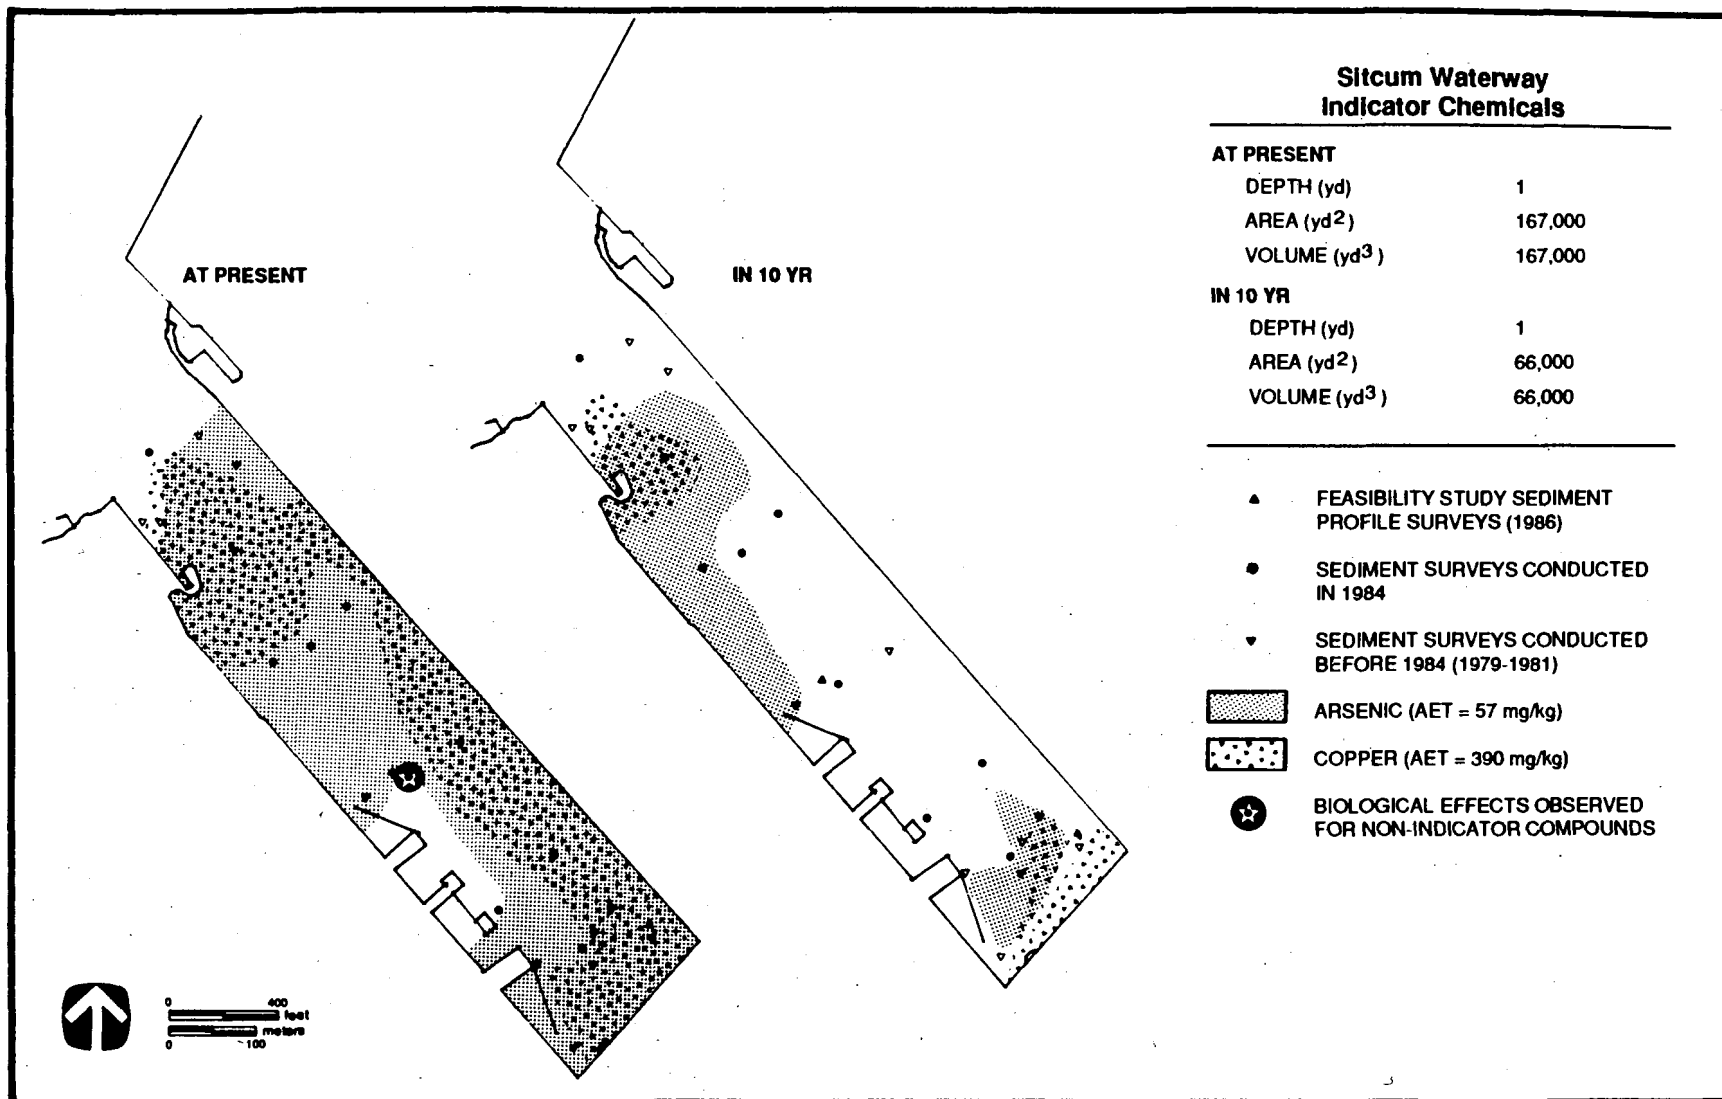 Sitcum Waterway
Indicator Chemicals
AT PRESENT
DEPTH (yd) 1
AREA (yd2) 167,000
VOLUME (yd3) 167,000
IN 10 YR
DEPTH (yd) 1
AREA (yd2) 66,000
VOLUME (yd3) 66,000
AT PRESENT
IN 10 YR
FEASIBILITY STUDY SEDIMENT
PROFILE SURVEYS (1986)
SEDIMENT SURVEYS CONDUCTED
IN 1984
SEDIMENT SURVEYS CONDUCTED
BEFORE 1984 (1979-1981)
ARSENIC (AET = 57 mg/kg)
COPPER (AET = 390 mg/kg)
BIOLOGICAL EFFECTS OBSERVED
FOR NON-INDICATOR COMPOUNDS
0 400
feet
meters
0 100